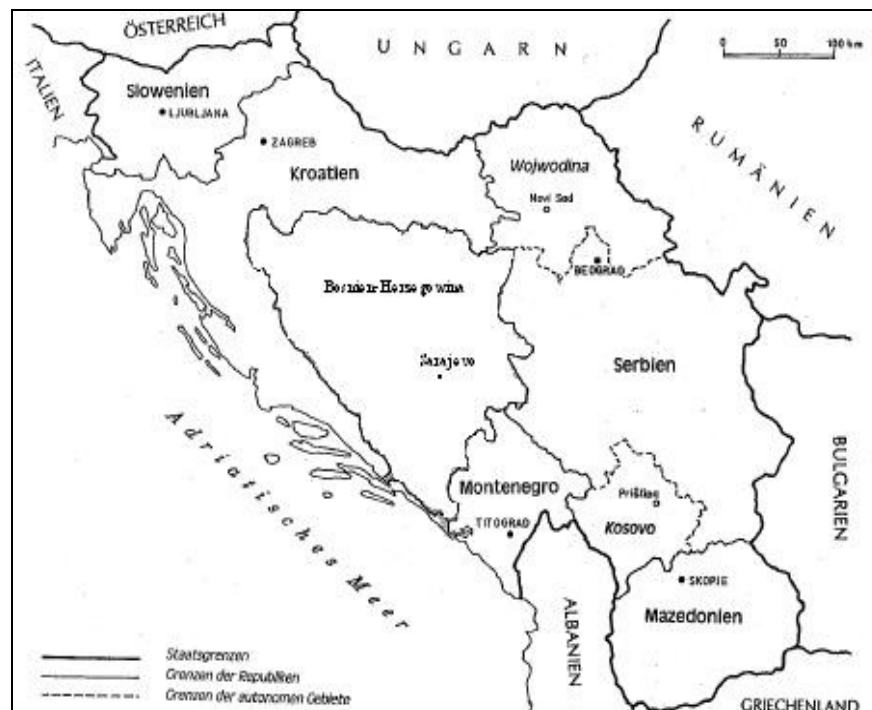 ÖSTERREICH
UNGARN
0 50 100 km
ITALIEN
Slowenien
LJUBLJANA
ZAGREB
Kroatien
Wojwodina
Novi Sad
RUMÄNIEN
BEOGRAD
Bosnien-Herzegowina
Sarajevo
Serbien
Adriatisches Meer
Montenegro
TITOGRAD
Priština
Kosovo
BULGARIEN
SKOPJE
Mazedonien
ALBANIEN
GRIECHENLAND
Staatsgrenzen
Grenzen der Republiken
Grenzen der autonomen Gebiete